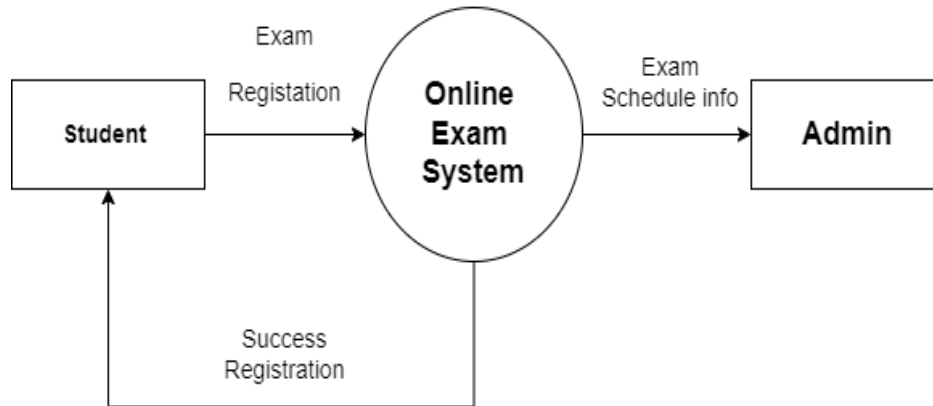 Student
Exam
Registation
Online
Exam
System
Exam
Schedule info
Admin
Success
Registration